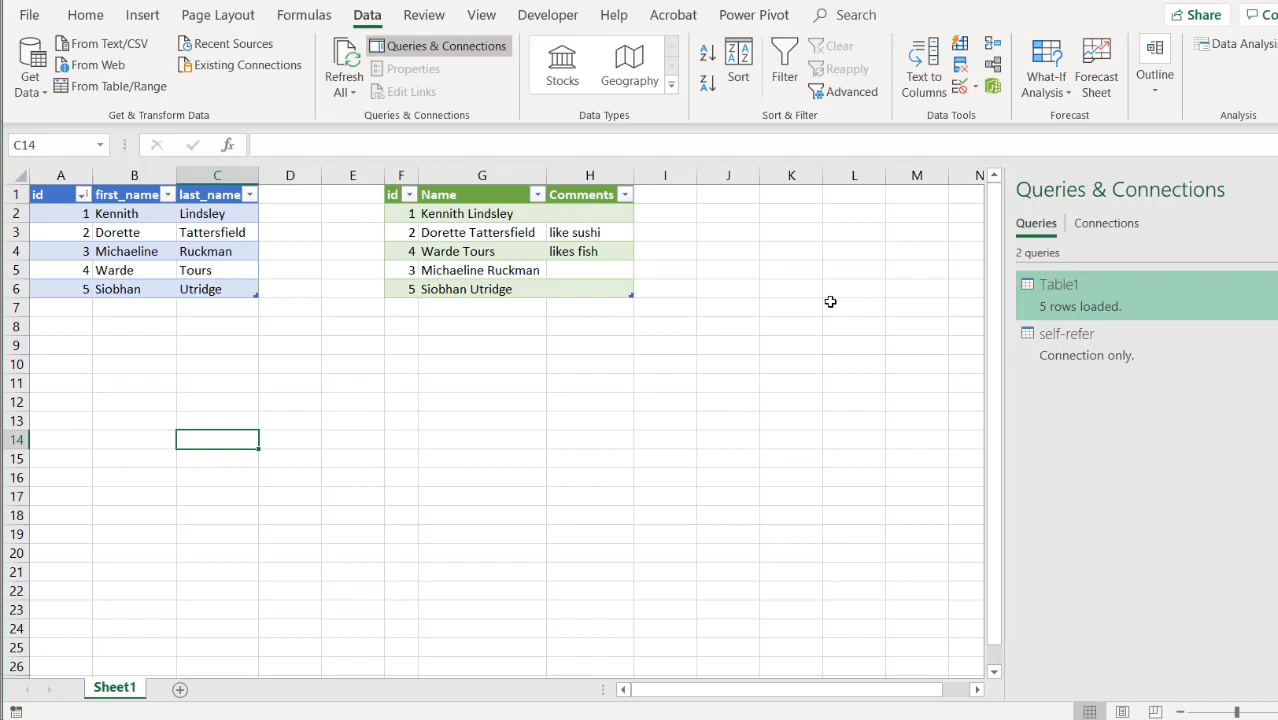 File Home Insert Page Layout Formulas Data Review View Developer Help Acrobat Power Pivot Search Share Co
Get Data
From Text/CSV
From Web
From Table/Range
Recent Sources
Existing Connections
Get & Transform Data
Refresh All
Queries & Connections
Properties
Edit Links
Queries & Connections
Stocks
Geography
Data Types
Sort
Filter
Clear
Reapply
Advanced
Sort & Filter
Text to Columns
Data Tools
What-If Analysis
Forecast Sheet
Forecast
Outline
Data Analysi
Analysis
C14 fx
A B C D E F G H I J K L M N
1 id first_name last_name id Name Comments
2 1 Kennith Lindsley 1 Kennith Lindsley
3 2 Dorette Tattersfield 2 Dorette Tattersfield like sushi
4 3 Michaeline Ruckman 4 Warde Tours likes fish
5 4 Warde Tours 3 Michaeline Ruckman
6 5 Siobhan Utridge 5 Siobhan Utridge
7
8
9
10
11
12
13
14
15
16
17
18
19
20
21
22
23
24
25
26
Queries & Connections
Queries Connections
2 queries
Table1
5 rows loaded.
self-refer
Connection only.
Sheet1